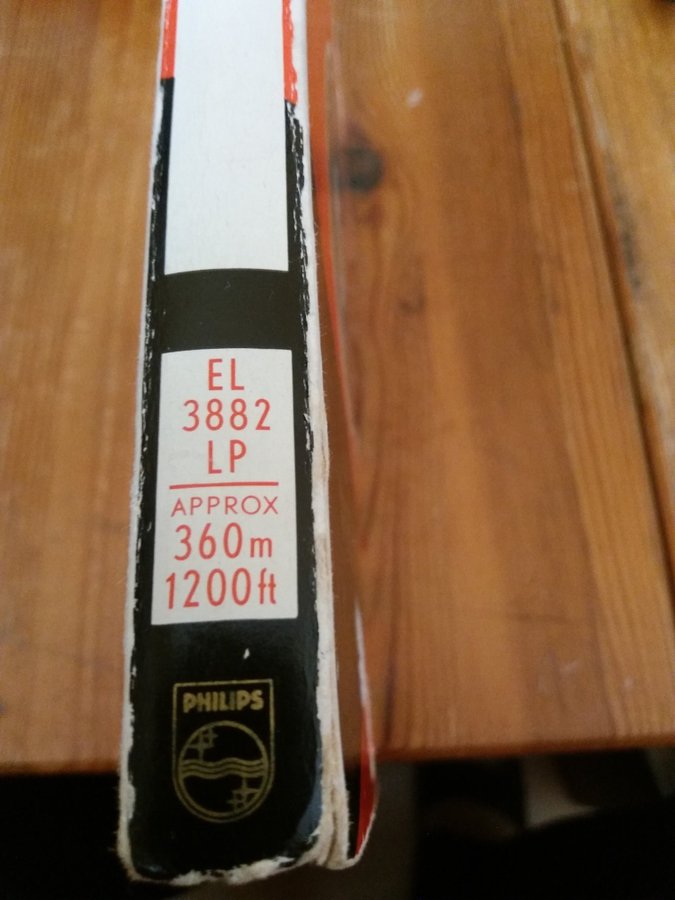 EL
3882
LP
APPROX
360m
1200ft
PHILIPS